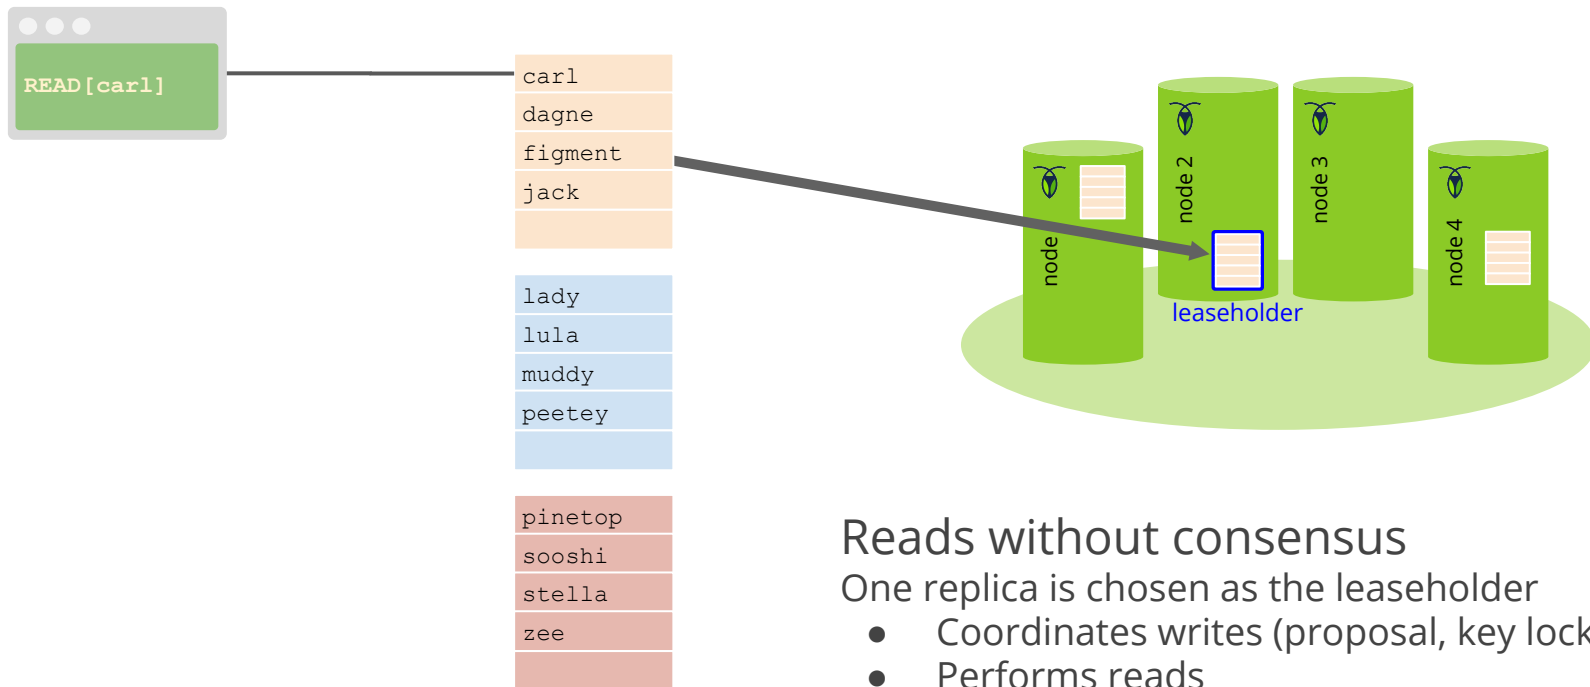 READ[carl]
carl
dagne
figment
jack
lady
lula
muddy
peetey
pinetop
sooshi
stella
zee
node
node 2
node 3
node 4
leaseholder
Reads without consensus
One replica is chosen as the leaseholder
● Coordinates writes (proposal, key lock
● Performs reads